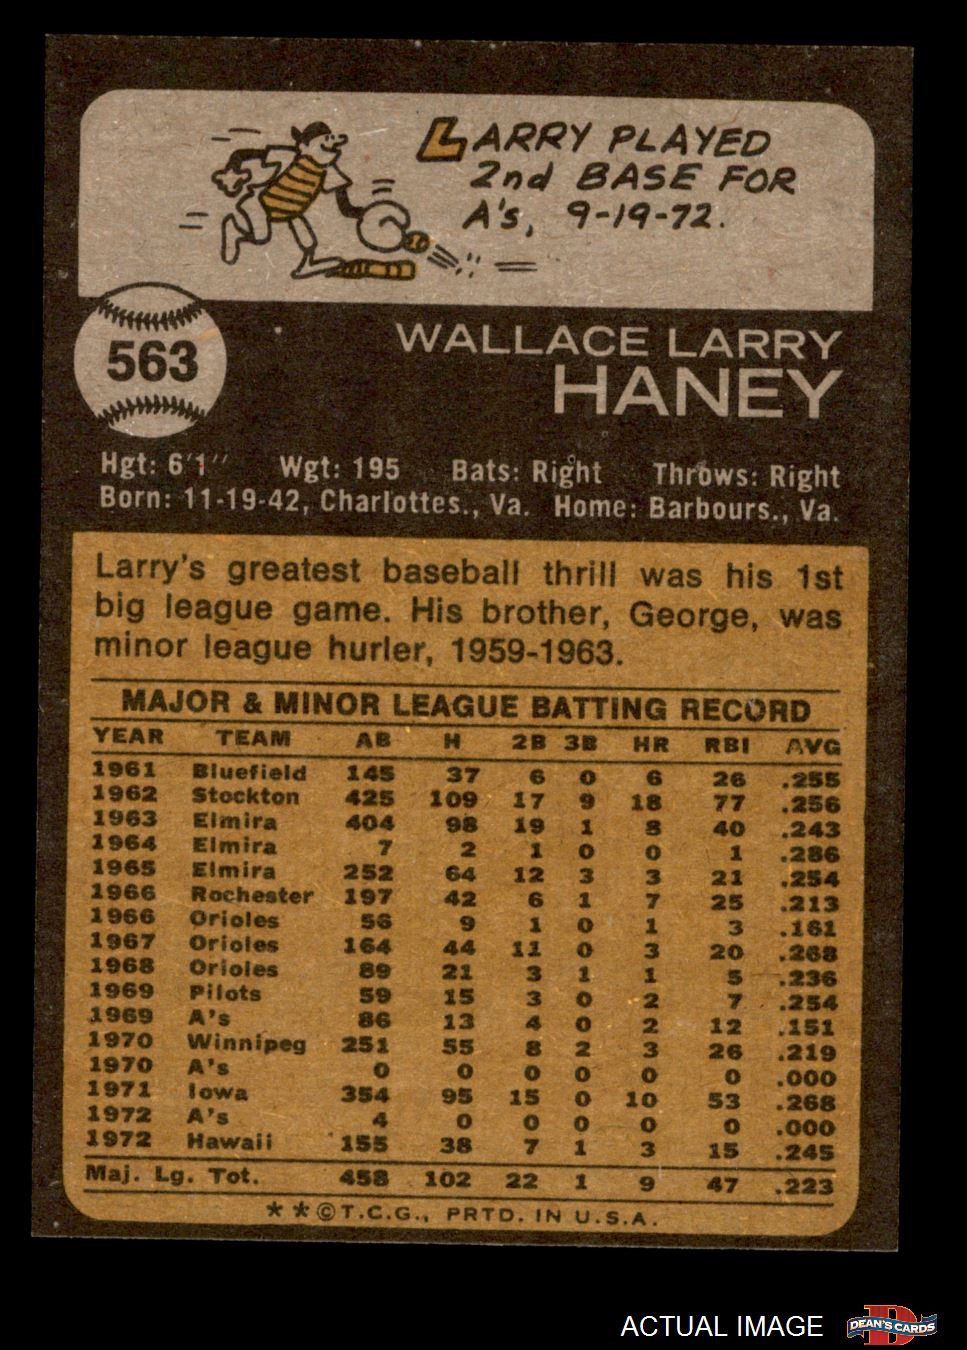 LARRY PLAYED
2nd BASE FOR
A's, 9-19-72.
563
WALLACE LARRY
HANEY
Hgt: 6'1" Wgt: 195 Bats: Right Throws: Right
Born: 11-19-42, Charlottes., Va. Home: Barbours., Va.
Larry's greatest baseball thrill was his 1st
big league game. His brother, George, was
minor league hurler, 1959-1963.
MAJOR & MINOR LEAGUE BATTING RECORD
YEAR TEAM AB H 2B 3B HR RBI AVG
1961 Bluefield 145 37 6 0 6 26 .255
1962 Stockton 425 109 17 9 18 77 .256
1963 Elmira 404 98 19 1 8 40 .243
1964 Elmira 7 2 1 0 0 1 .286
1965 Elmira 252 64 12 3 3 21 .254
1966 Rochester 197 42 6 1 7 25 .213
1966 Orioles 56 9 1 0 1 3 .161
1967 Orioles 164 44 11 0 3 20 .268
1968 Orioles 89 21 3 1 1 5 .236
1969 Pilots 59 15 3 0 2 7 .254
1969 A's 86 13 4 0 2 12 .151
1970 Winnipeg 251 55 8 2 3 26 .219
1970 A's 0 0 0 0 0 0 .000
1971 Iowa 354 95 15 0 10 53 .268
1972 A's 4 0 0 0 0 0 .000
1972 Hawaii 155 38 7 1 3 15 .245
Maj. Lg. Tot. 458 102 22 1 9 47 .223
* * © T.C.G., PRTD. IN U.S.A.
ACTUAL IMAGE
DEAN'S CARDS